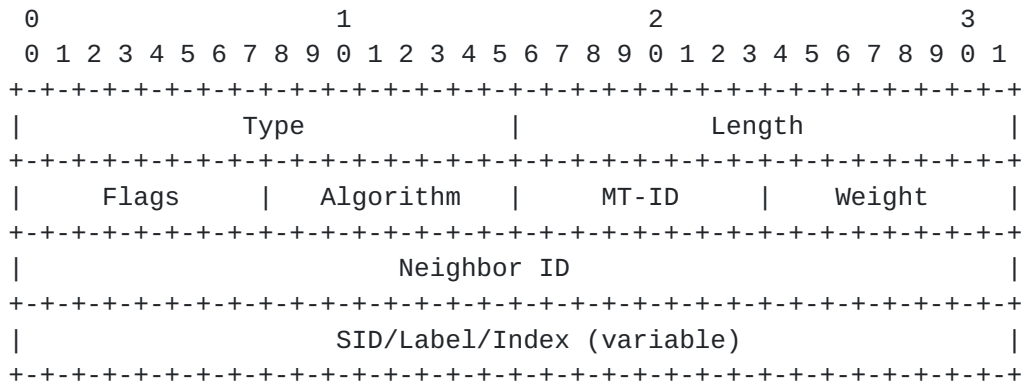 0                   1                   2                   3
 0 1 2 3 4 5 6 7 8 9 0 1 2 3 4 5 6 7 8 9 0 1 2 3 4 5 6 7 8 9 0 1
+-+-+-+-+-+-+-+-+-+-+-+-+-+-+-+-+-+-+-+-+-+-+-+-+-+-+-+-+-+-+-+-+
|              Type             |            Length             |
+-+-+-+-+-+-+-+-+-+-+-+-+-+-+-+-+-+-+-+-+-+-+-+-+-+-+-+-+-+-+-+-+
|     Flags     |   Algorithm   |     MT-ID     |    Weight     |
+-+-+-+-+-+-+-+-+-+-+-+-+-+-+-+-+-+-+-+-+-+-+-+-+-+-+-+-+-+-+-+-+
|                        Neighbor ID                            |
+-+-+-+-+-+-+-+-+-+-+-+-+-+-+-+-+-+-+-+-+-+-+-+-+-+-+-+-+-+-+-+-+
|                    SID/Label/Index (variable)                 |
+-+-+-+-+-+-+-+-+-+-+-+-+-+-+-+-+-+-+-+-+-+-+-+-+-+-+-+-+-+-+-+-+